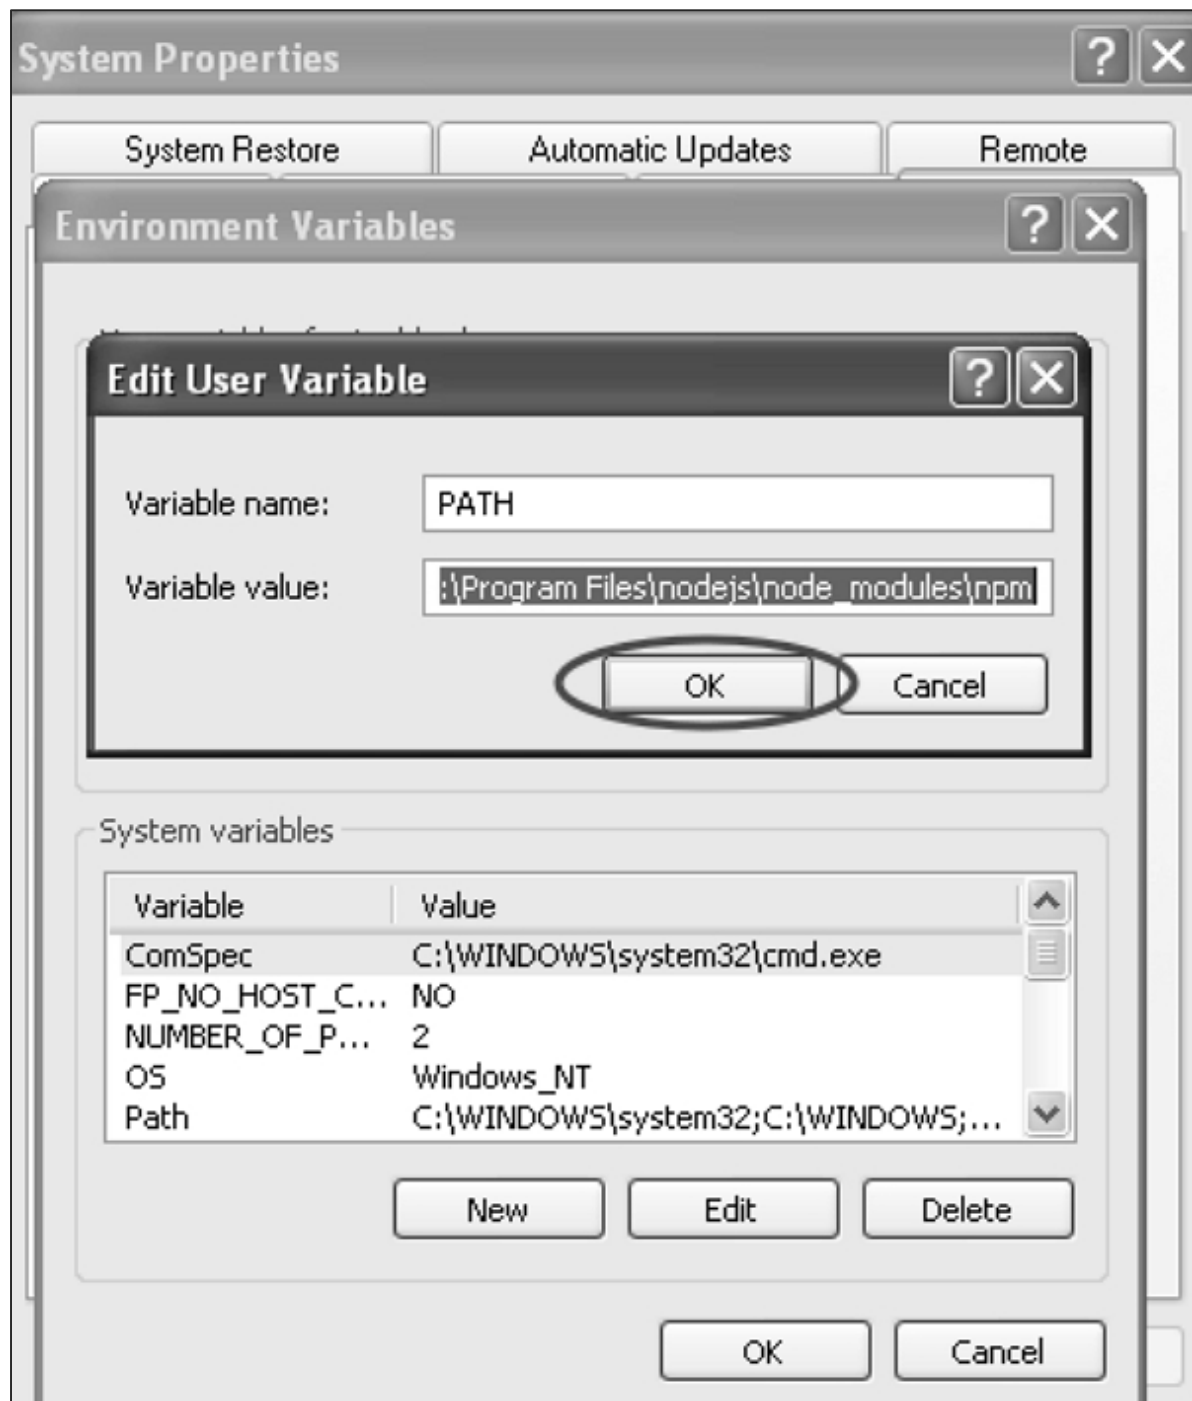 System Properties
System Restore Automatic Updates Remote
Environment Variables
Edit User Variable
Variable name: PATH
Variable value: :\Program Files\nodejs\node_modules\npm
OK Cancel
System variables
Variable Value
ComSpec C:\WINDOWS\system32\cmd.exe
FP_NO_HOST_C... NO
NUMBER_OF_P... 2
OS Windows_NT
Path C:\WINDOWS\system32;C:\WINDOWS;...
New Edit Delete
OK Cancel